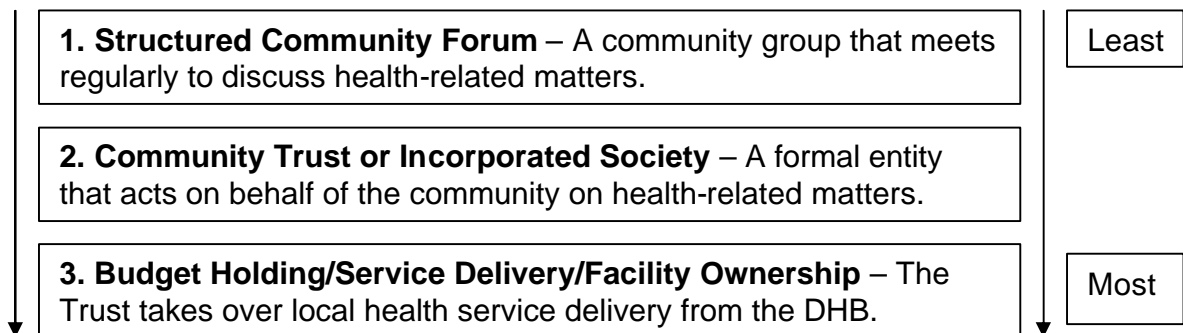 1. Structured Community Forum – A community group that meets
regularly to discuss health-related matters.
Least
2. Community Trust or Incorporated Society – A formal entity
that acts on behalf of the community on health-related matters.
3. Budget Holding/Service Delivery/Facility Ownership – The
Trust takes over local health service delivery from the DHB.
Most